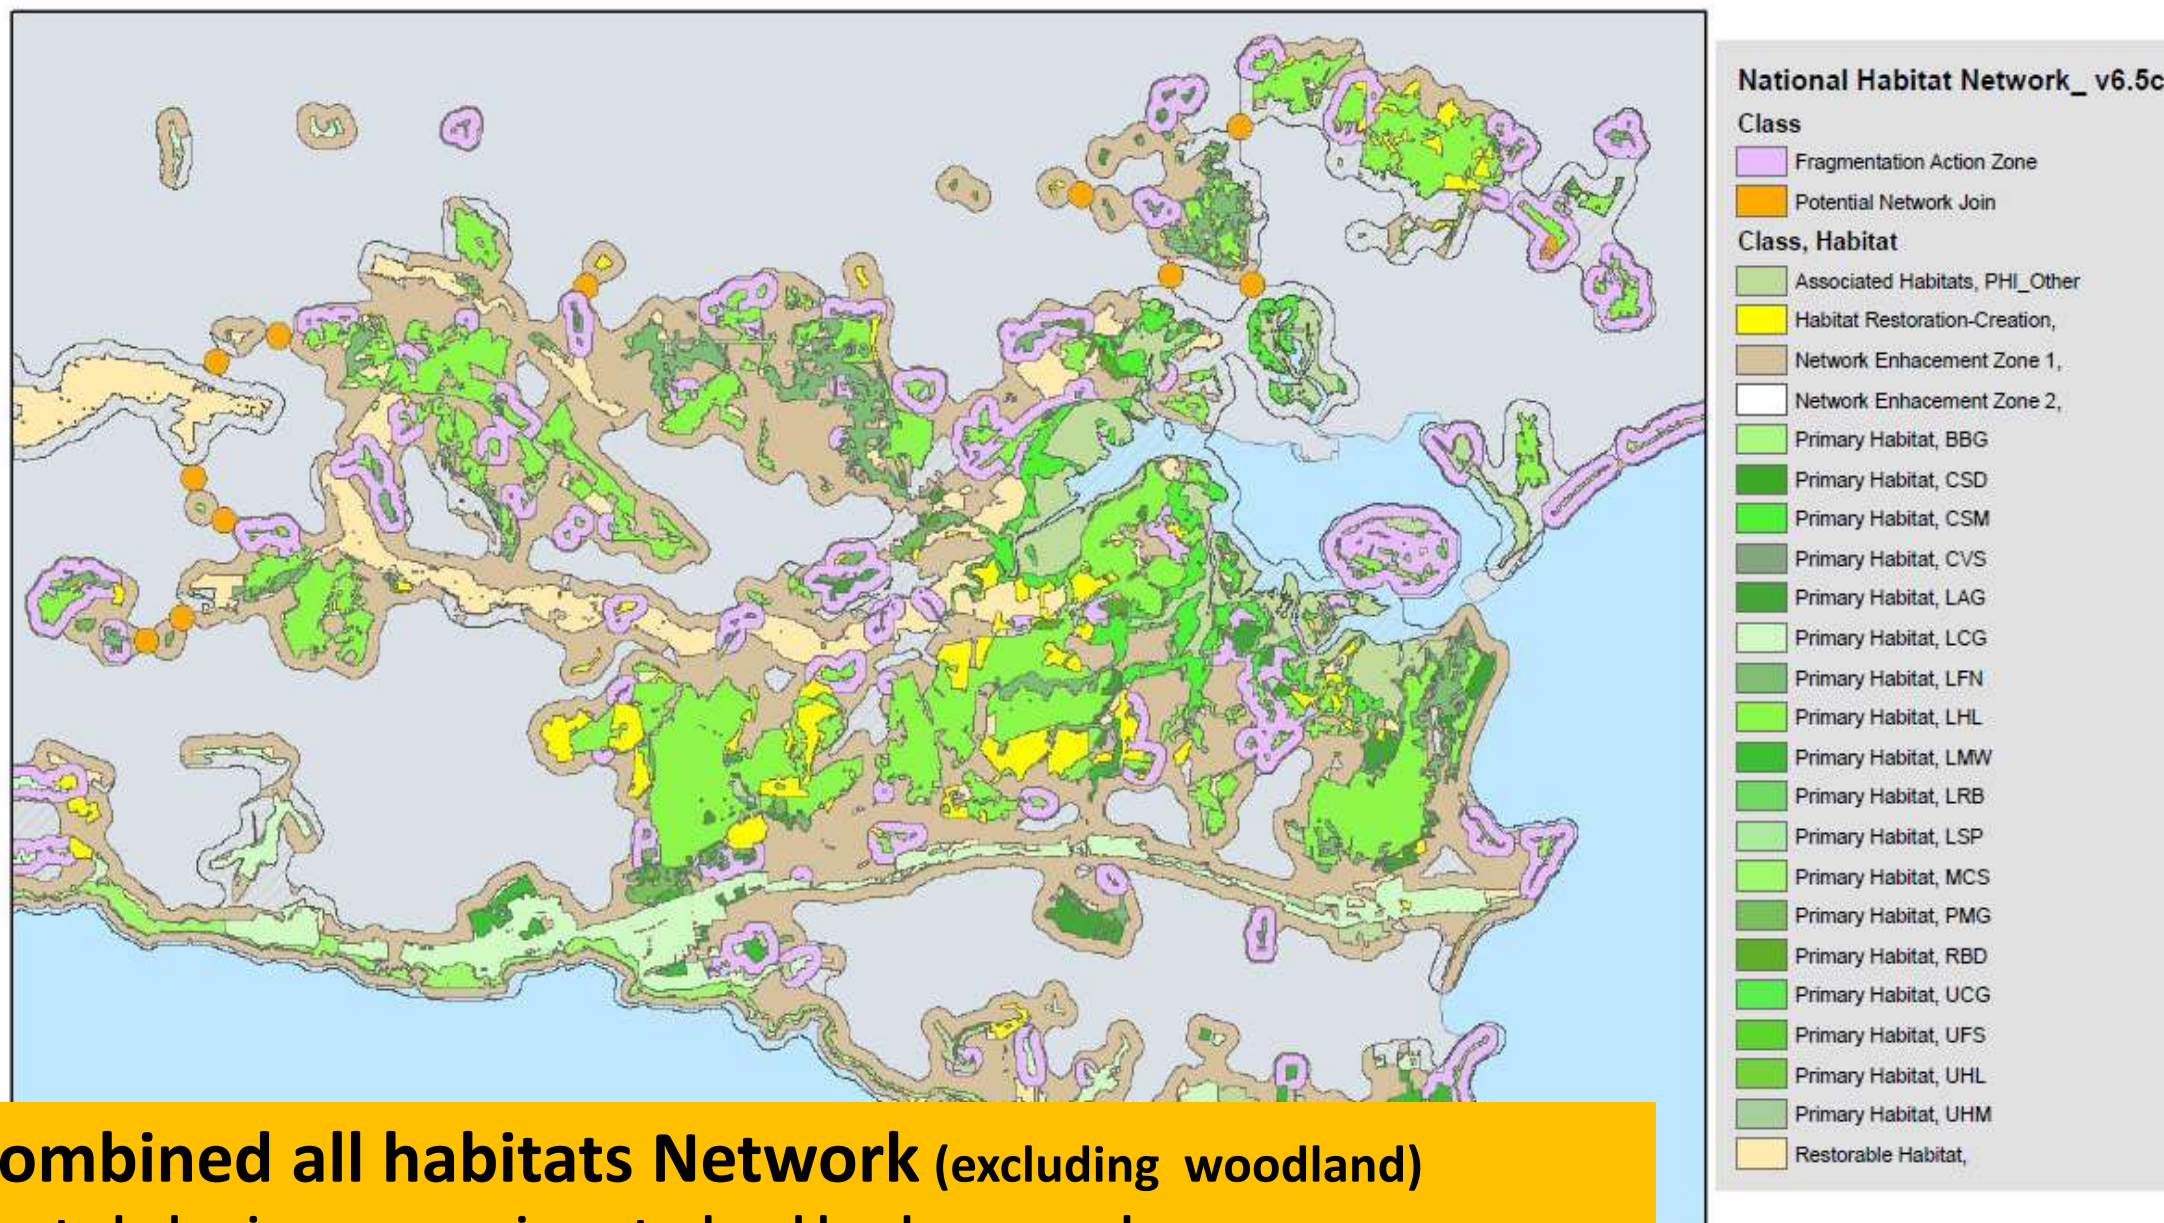 National Habitat Network_ v6.5c
Class
Fragmentation Action Zone
Potential Network Join
Class, Habitat
Associated Habitats, PHI_Other
Habitat Restoration-Creation,
Network Enhacement Zone 1,
Network Enhacement Zone 2,
Primary Habitat, BBG
Primary Habitat, CSD
Primary Habitat, CSM
Primary Habitat, CVS
Primary Habitat, LAG
Primary Habitat, LCG
Primary Habitat, LFN
Primary Habitat, LHL
Primary Habitat, LMW
Primary Habitat, LRB
Primary Habitat, LSP
Primary Habitat, MCS
Primary Habitat, PMG
Primary Habitat, RBD
Primary Habitat, UCG
Primary Habitat, UFS
Primary Habitat, UHL
Primary Habitat, UHM
Restorable Habitat,
ombined all habitats Network (excluding woodland)